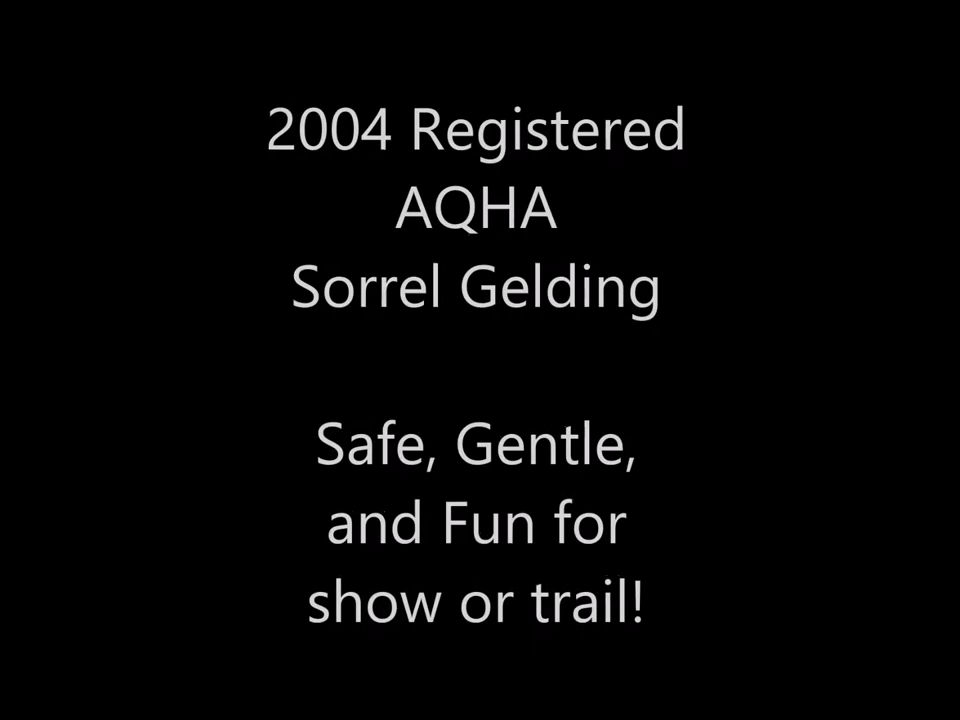 2004 Registered
AQHA
Sorrel Gelding
Safe, Gentle,
and Fun for
show or trail!